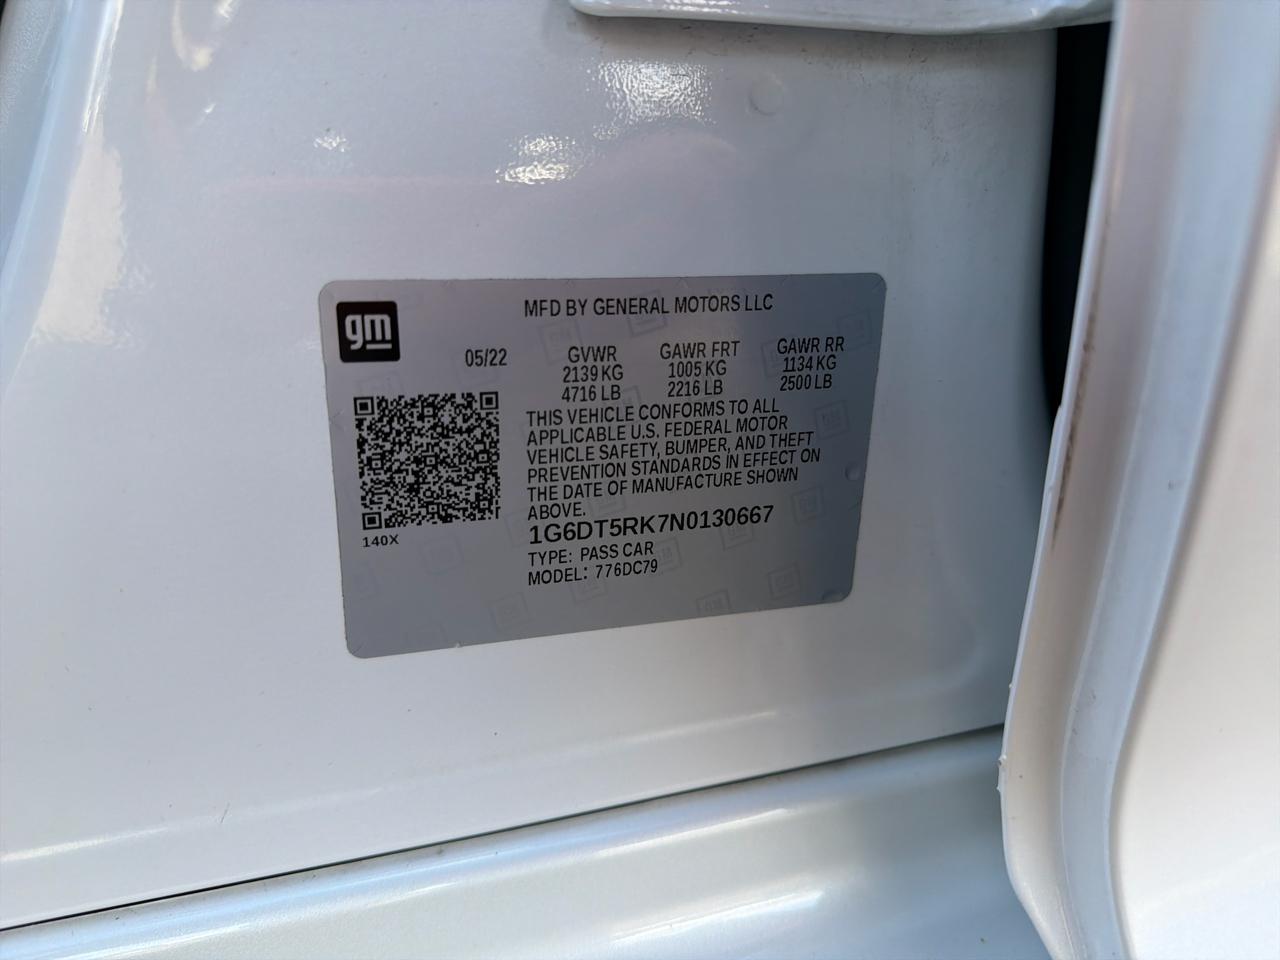 MFD BY GENERAL MOTORS LLC
gm
05/22
GVWR
2139 KG
4716 LB
GAWR FRT
1005 KG
2216 LB
GAWR RR
1134 KG
2500 LB
THIS VEHICLE CONFORMS TO ALL
APPLICABLE U.S. FEDERAL MOTOR
VEHICLE SAFETY, BUMPER, AND THEFT
PREVENTION STANDARDS IN EFFECT ON
THE DATE OF MANUFACTURE SHOWN
ABOVE.
1G6DT5RK7N0130667
TYPE: PASS CAR
MODEL: 776DC79
140X